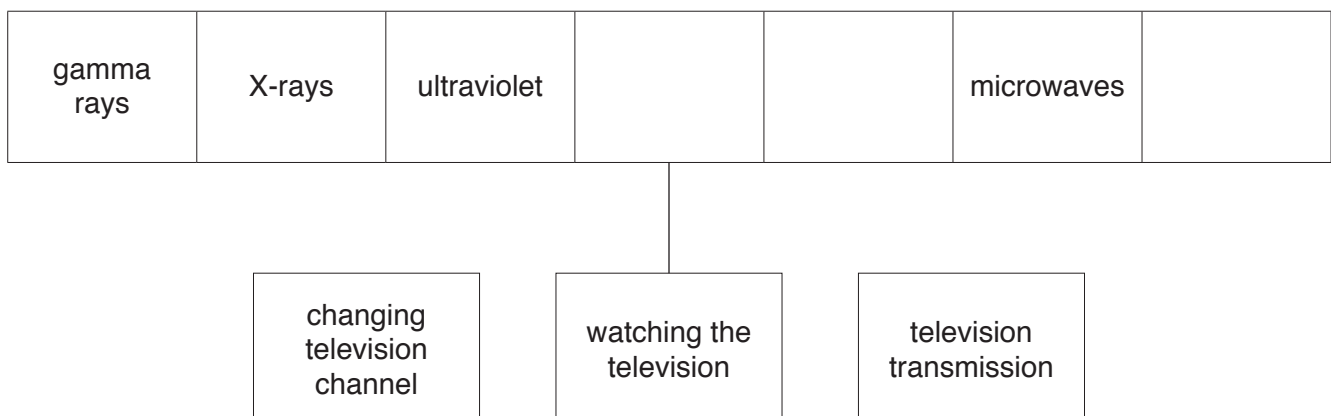 gamma
rays
X-rays
ultraviolet
microwaves
changing
television
channel
watching the
television
television
transmission